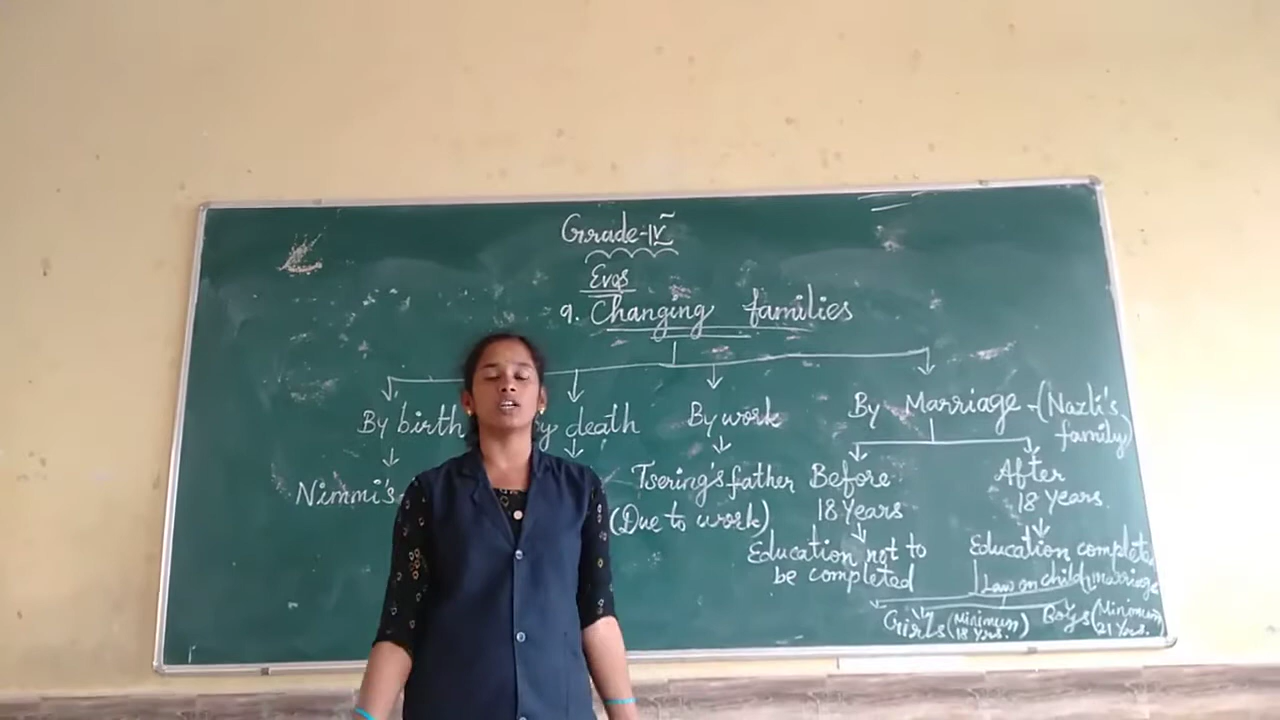 Grade-IV
Evas
9. Changing families
By birth
By death
By work
By Marriage - (Nazli's family)
Nimmi's
Tsering's father
(Due to work)
Before
18 Years
After
18 Years
Education not to
be completed
Education complete
Law on child marriage
Girls (Minimum 18 Yrs.)
Boys (Minimum 21 Yrs.)